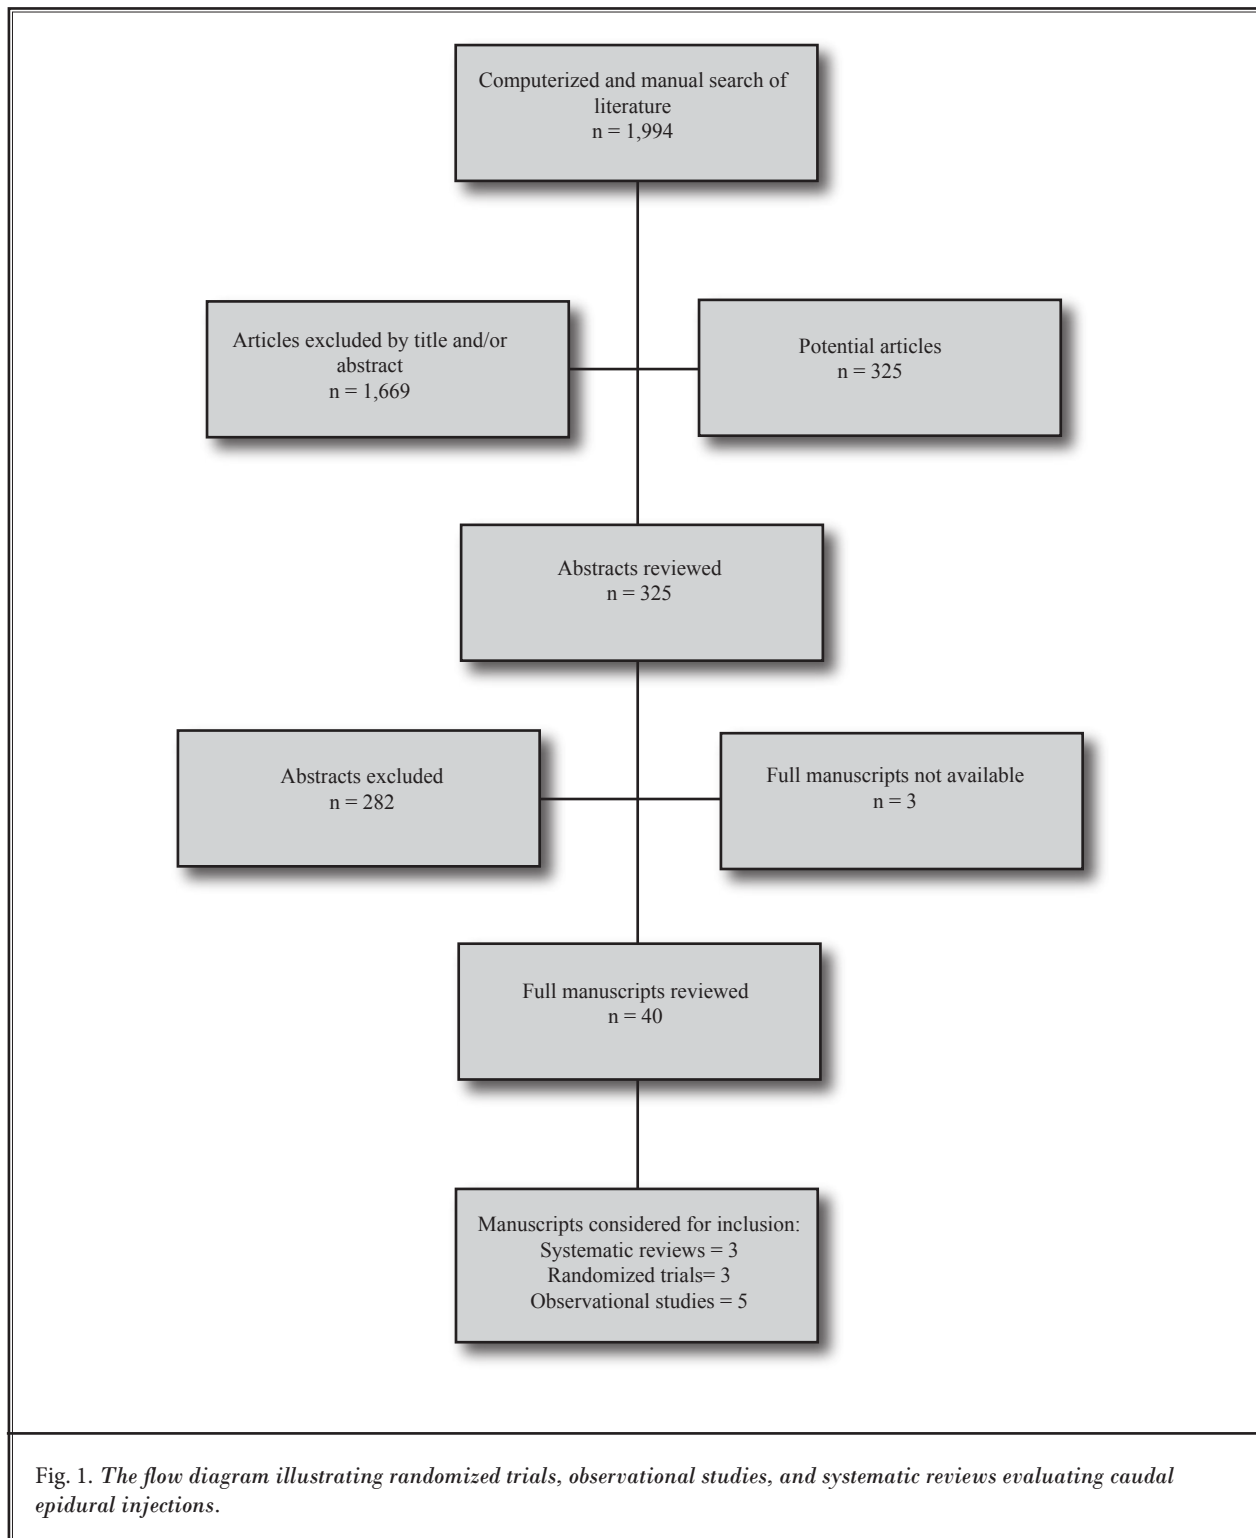 Computerized and manual search of
literature
n = 1,994
Articles excluded by title and/or
abstract
n = 1,669
Potential articles
n = 325
Abstracts reviewed
n = 325
Abstracts excluded
n = 282
Full manuscripts not available
n = 3
Full manuscripts reviewed
n = 40
Manuscripts considered for inclusion:
Systematic reviews = 3
Randomized trials= 3
Observational studies = 5
Fig. 1. The flow diagram illustrating randomized trials, observational studies, and systematic reviews evaluating caudal
epidural injections.